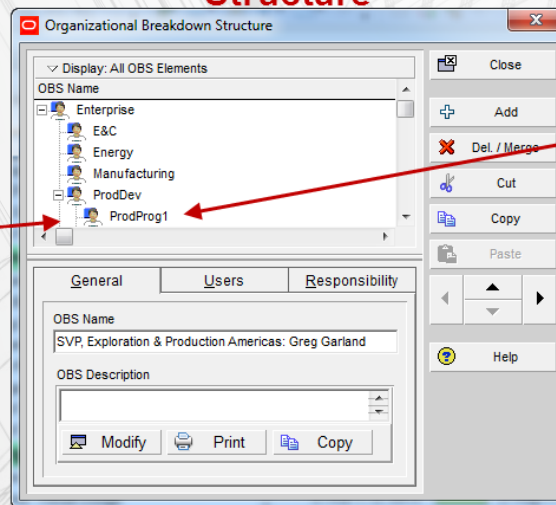 Structure
Organizational Breakdown Structure
Display: All OBS Elements
OBS Name
Enterprise
E&C
Energy
Manufacturing
ProdDev
ProdProg1
General Users Responsibility
OBS Name
SVP, Exploration & Production Americas: Greg Garland
OBS Description
Modify Print Copy
Close
Add
Del. / Merge
Cut
Copy
Paste
Help